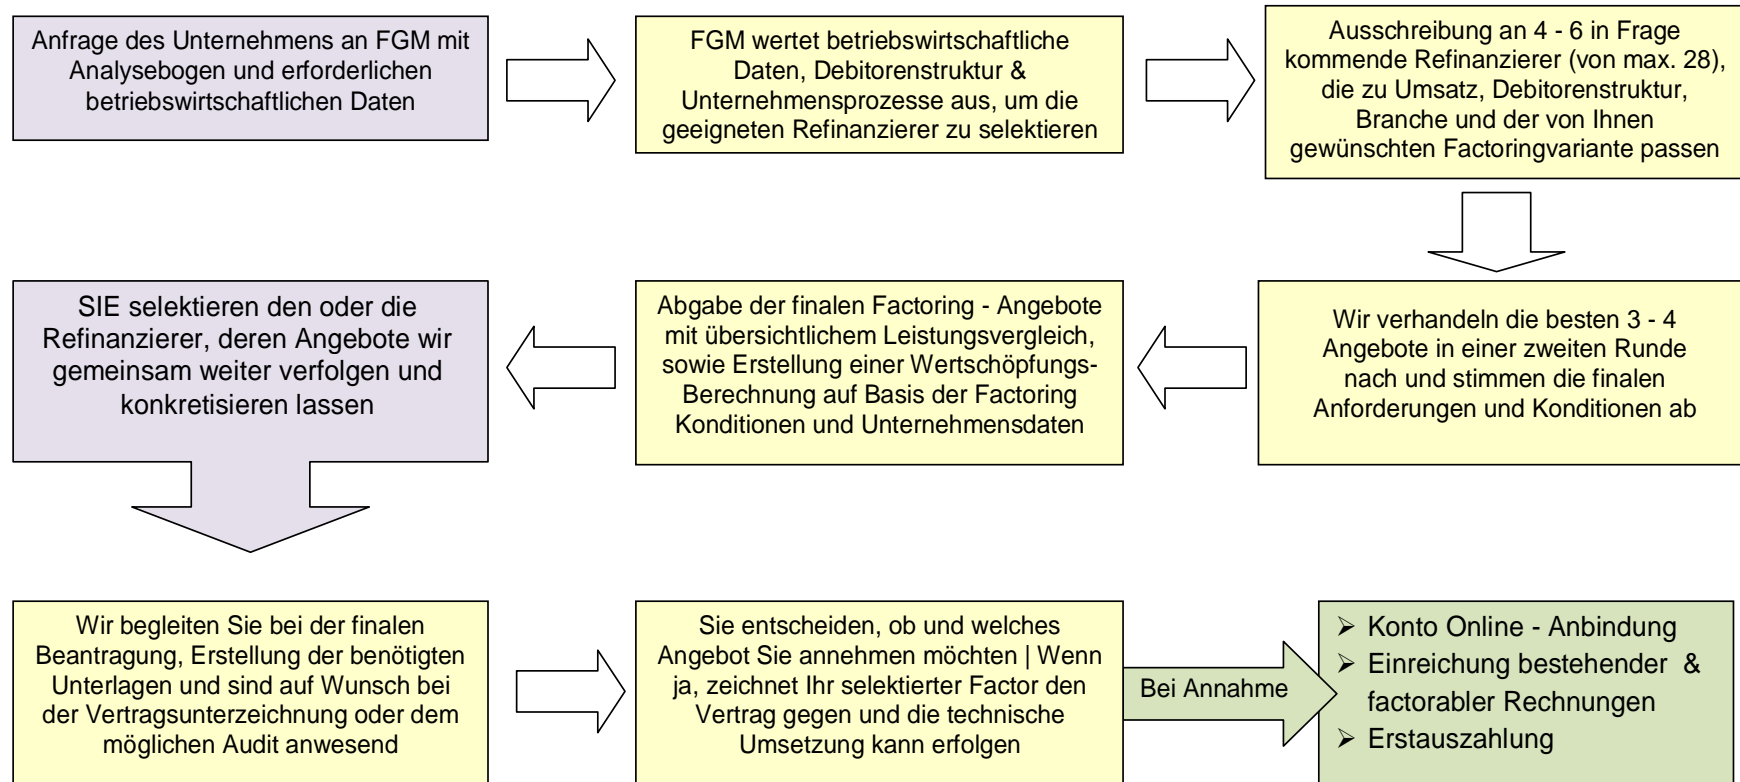 Anfrage des Unternehmens an FGM mit
Analysebogen und erforderlichen
betriebswirtschaftlichen Daten
FGM wertet betriebswirtschaftliche
Daten, Debitorenstruktur &
Unternehmensprozesse aus, um die
geeigneten Refinanzierer zu selektieren
Ausschreibung an 4 - 6 in Frage
kommende Refinanzierer (von max. 28),
die zu Umsatz, Debitorenstruktur,
Branche und der von Ihnen
gewünschten Factoringvariante passen
Wir verhandeln die besten 3 - 4
Angebote in einer zweiten Runde
nach und stimmen die finalen
Anforderungen und Konditionen ab
Abgabe der finalen Factoring - Angebote
mit übersichtlichem Leistungsvergleich,
sowie Erstellung einer Wertschöpfungs-
Berechnung auf Basis der Factoring
Konditionen und Unternehmensdaten
SIE selektieren den oder die
Refinanzierer, deren Angebote wir
gemeinsam weiter verfolgen und
konkretisieren lassen
Wir begleiten Sie bei der finalen
Beantragung, Erstellung der benötigten
Unterlagen und sind auf Wunsch bei
der Vertragsunterzeichnung oder dem
möglichen Audit anwesend
Sie entscheiden, ob und welches
Angebot Sie annehmen möchten | Wenn
ja, zeichnet Ihr selektierter Factor den
Vertrag gegen und die technische
Umsetzung kann erfolgen
Bei Annahme
➢ Konto Online - Anbindung
➢ Einreichung bestehender &
factorabler Rechnungen
➢ Erstauszahlung